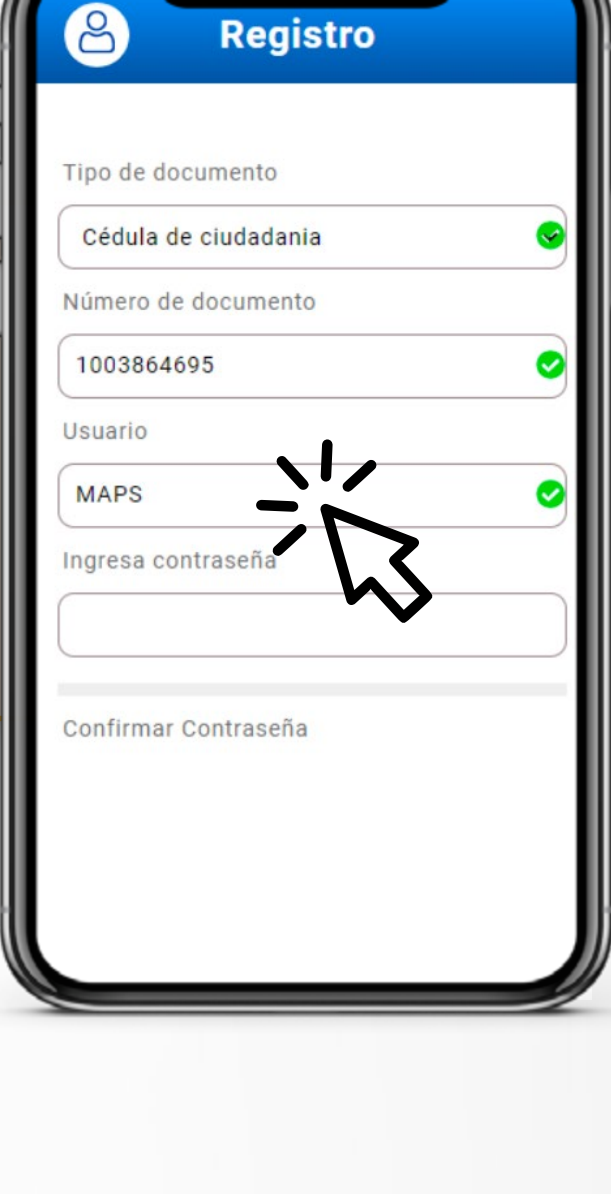 Registro
Tipo de documento
Cédula de ciudadania
Número de documento
1003864695
Usuario
MAPS
Ingresa contraseña
Confirmar Contraseña